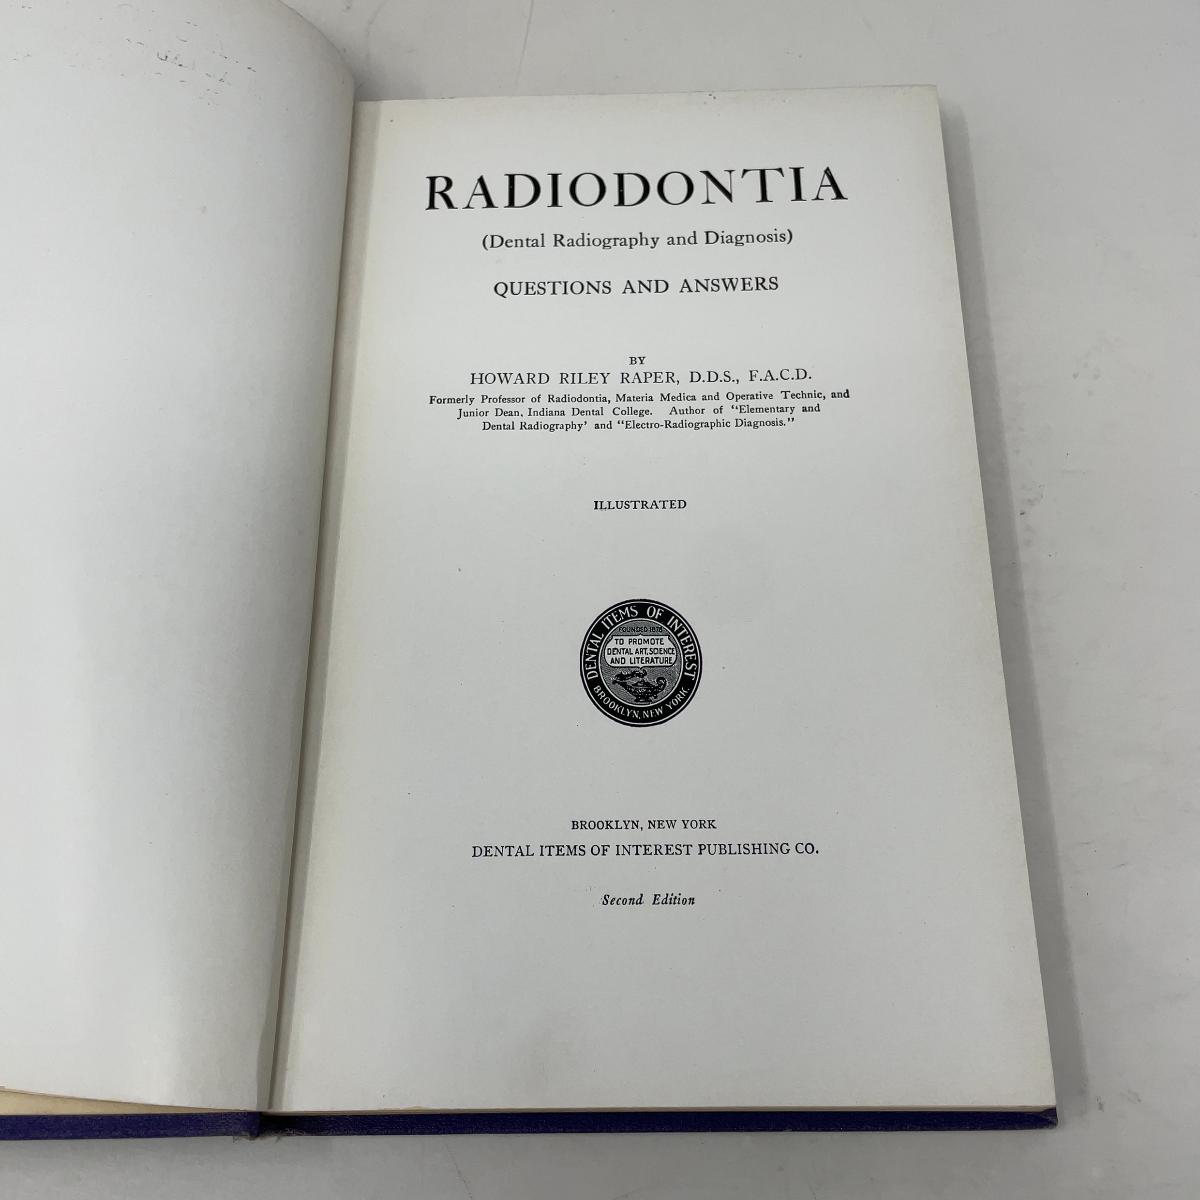 RADIODONTIA
(Dental Radiography and Diagnosis)
QUESTIONS AND ANSWERS
BY
HOWARD RILEY RAPER, D.D.S., F.A.C.D.
Formerly Professor of Radiodontia, Materia Medica and Operative Technic, and
Junior Dean, Indiana Dental College. Author of "Elementary and
Dental Radiography' and "Electro-Radiographic Diagnosis."
ILLUSTRATED
DENTAL ITEMS OF INTEREST
FOUNDED 1878
TO PROMOTE
DENTAL ART, SCIENCE
AND LITERATURE
BROOKLYN, NEW YORK.
BROOKLYN, NEW YORK
DENTAL ITEMS OF INTEREST PUBLISHING CO.
Second Edition